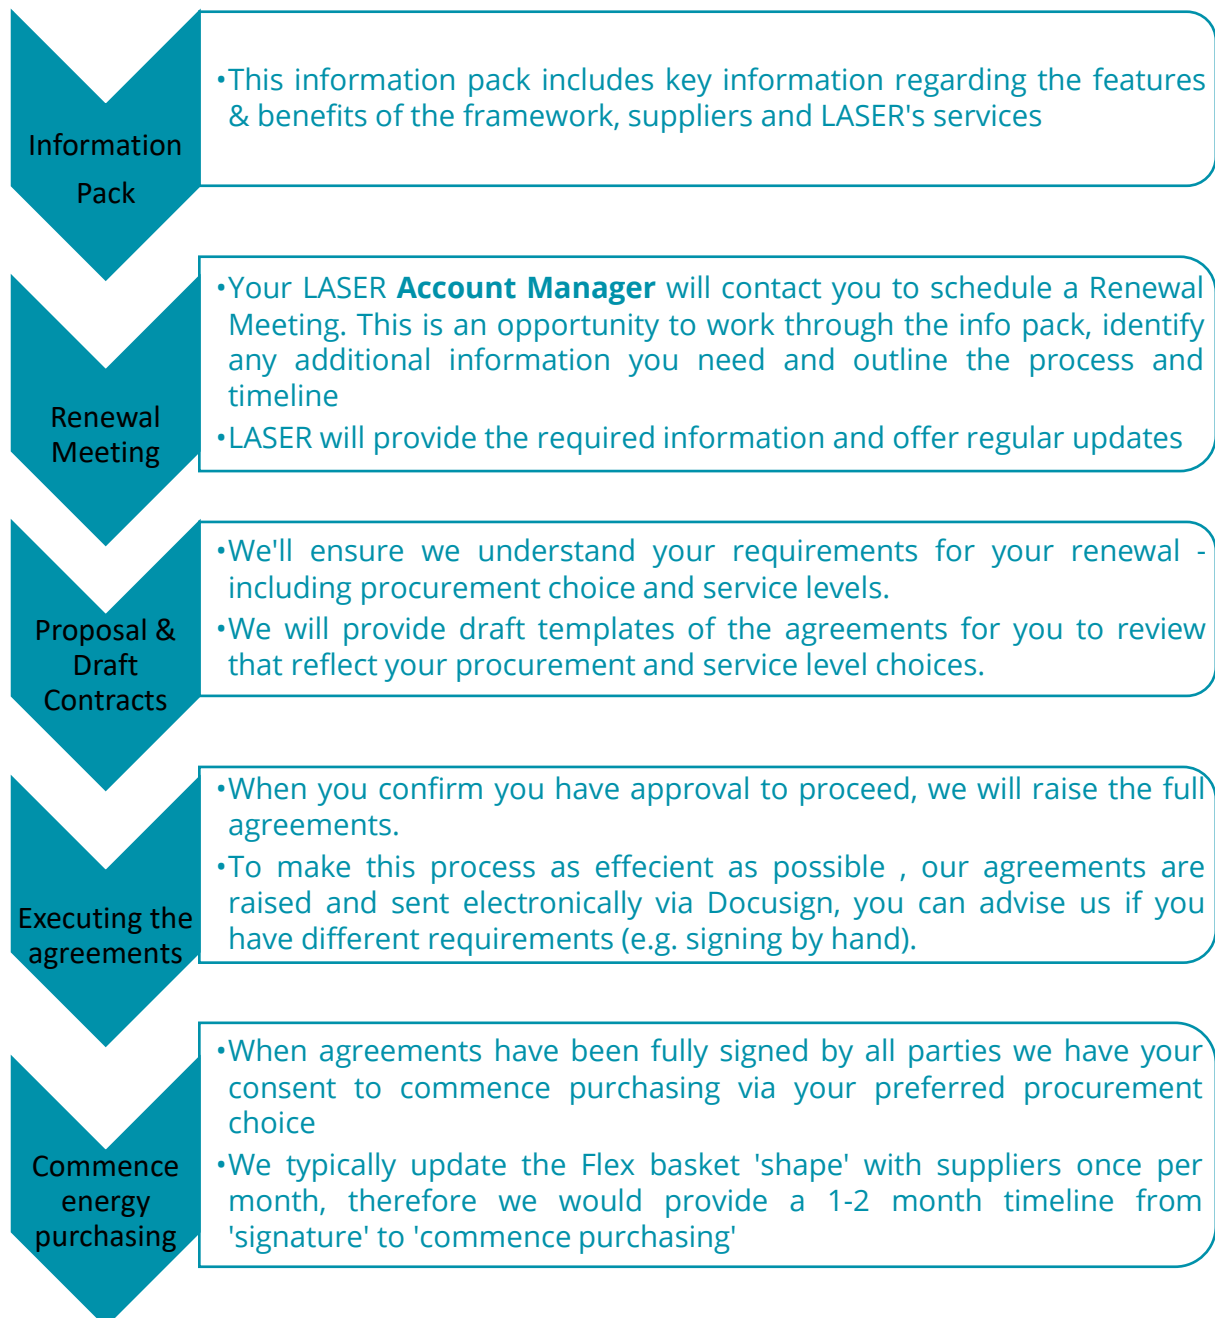 Information
Pack
•This information pack includes key information regarding the features
& benefits of the framework, suppliers and LASER's services
Renewal
Meeting
•Your LASER Account Manager will contact you to schedule a Renewal
Meeting. This is an opportunity to work through the info pack, identify
any additional information you need and outline the process and
timeline
•LASER will provide the required information and offer regular updates
Proposal &
Draft
Contracts
•We'll ensure we understand your requirements for your renewal -
including procurement choice and service levels.
•We will provide draft templates of the agreements for you to review
that reflect your procurement and service level choices.
Executing the
agreements
•When you confirm you have approval to proceed, we will raise the full
agreements.
•To make this process as effecient as possible , our agreements are
raised and sent electronically via Docusign, you can advise us if you
have different requirements (e.g. signing by hand).
Commence
energy
purchasing
•When agreements have been fully signed by all parties we have your
consent to commence purchasing via your preferred procurement
choice
•We typically update the Flex basket 'shape' with suppliers once per
month, therefore we would provide a 1-2 month timeline from
'signature' to 'commence purchasing'